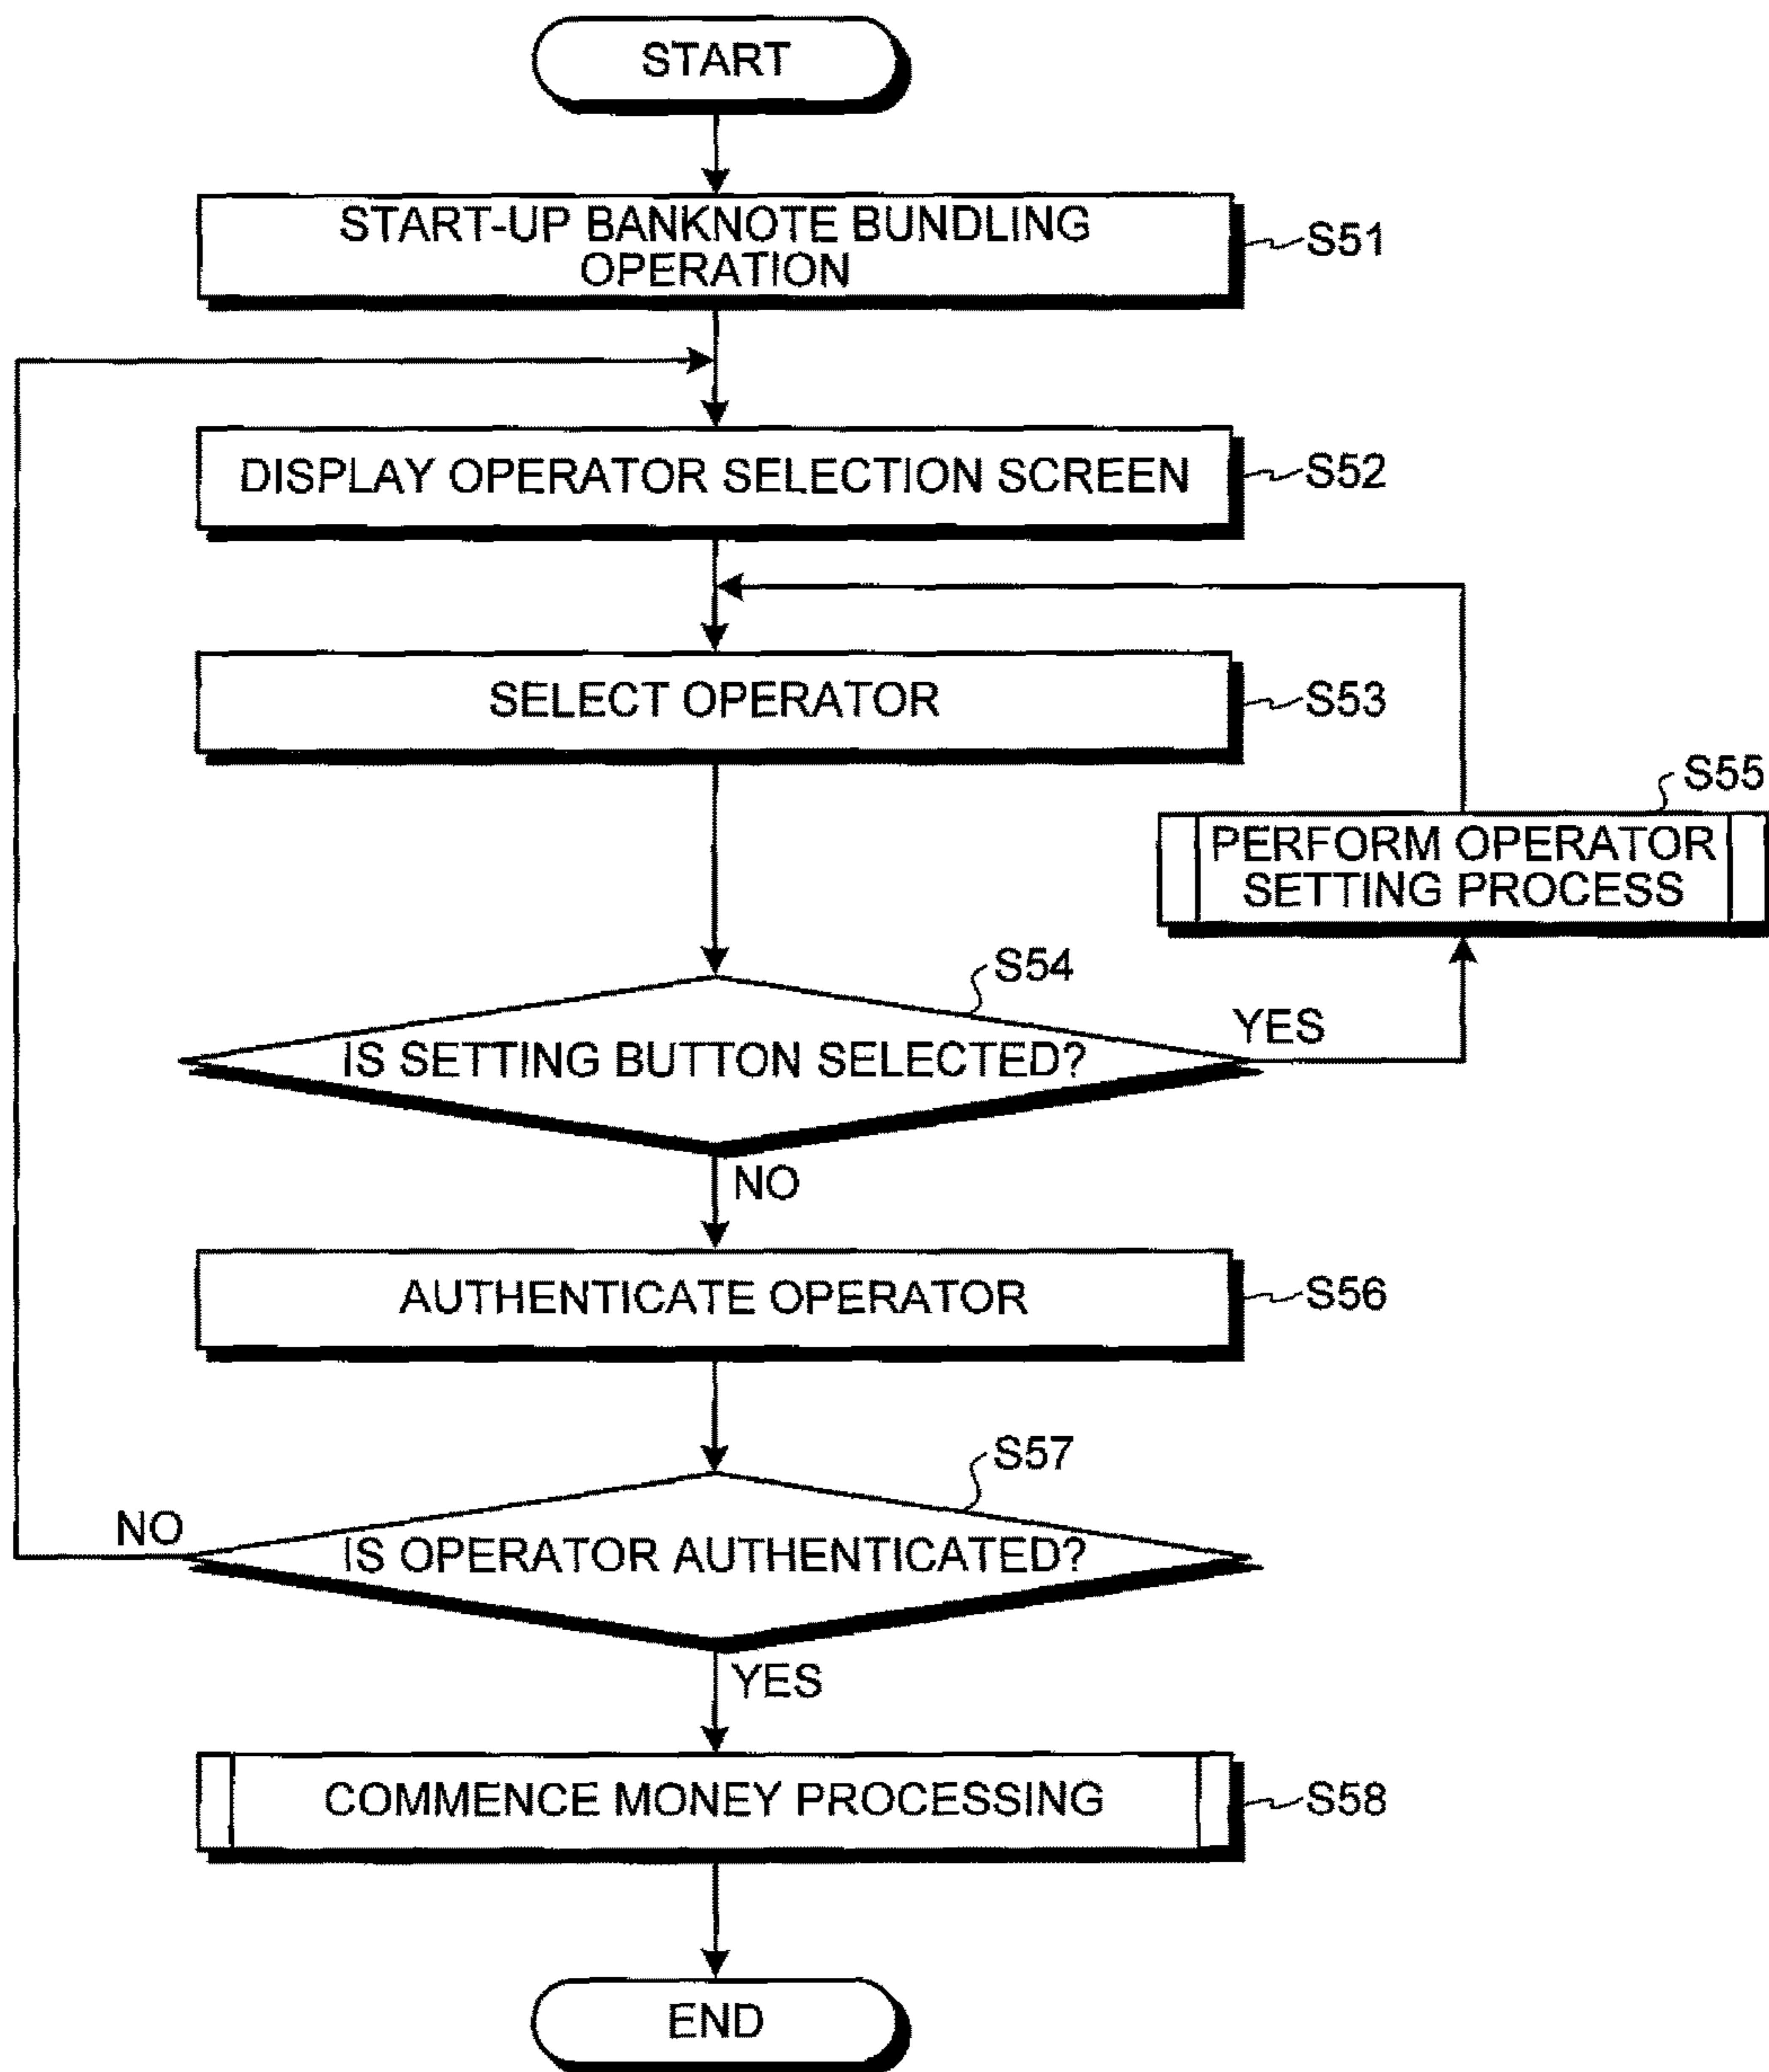 START
START-UP BANKNOTE BUNDLING
OPERATION
S51
DISPLAY OPERATOR SELECTION SCREEN
S52
SELECT OPERATOR
S53
S55
PERFORM OPERATOR
SETTING PROCESS
S54
IS SETTING BUTTON SELECTED?
YES
NO
AUTHENTICATE OPERATOR
S56
S57
NO
IS OPERATOR AUTHENTICATED?
YES
COMMENCE MONEY PROCESSING
S58
END